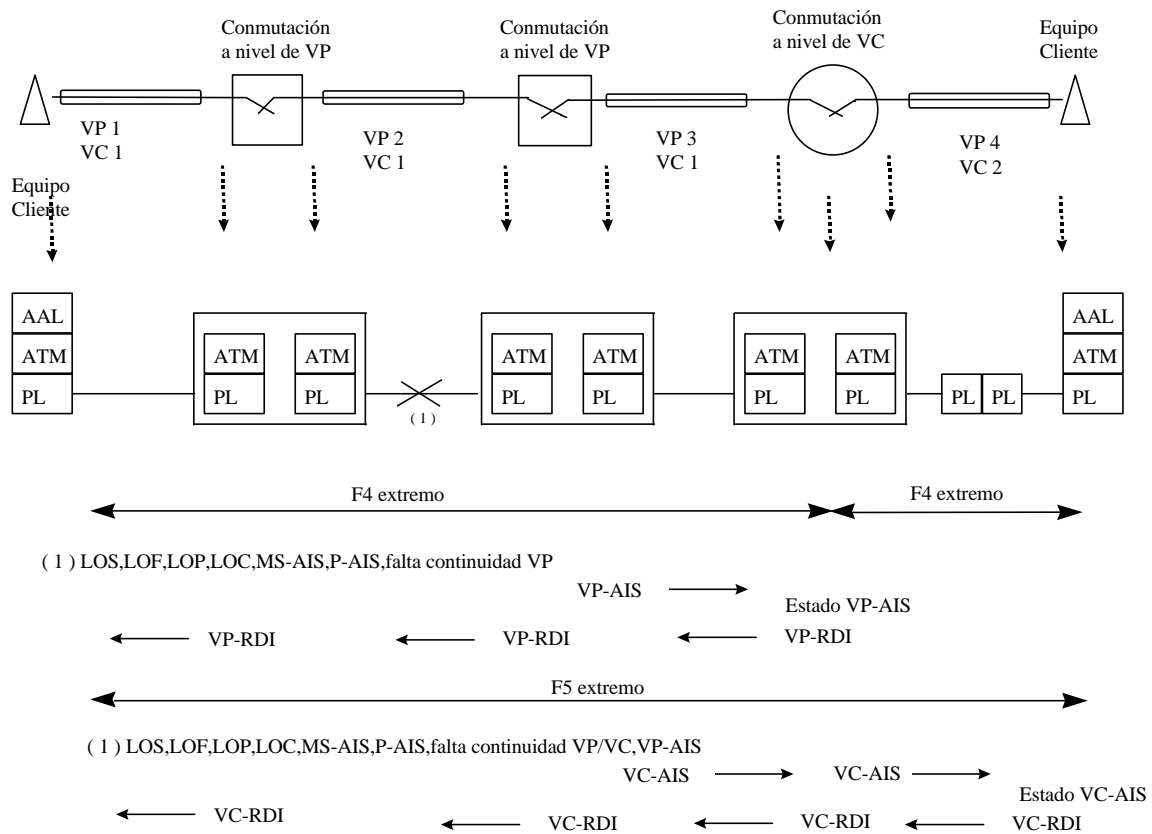 Conmutación
a nivel de VP
Conmutación
a nivel de VP
Conmutación
a nivel de VC
Equipo
Cliente
VP 1
VC 1
VP 2
VC 1
VP 3
VC 1
VP 4
VC 2
Equipo
Cliente
AAL
ATM
PL
ATM
PL
ATM
PL
ATM
PL
ATM
PL
ATM
PL
ATM
PL
PL
PL
AAL
ATM
PL
( 1 )
F4 extremo
F4 extremo
( 1 ) LOS,LOF,LOP,LOC,MS-AIS,P-AIS,falta continuidad VP
VP-AIS
Estado VP-AIS
VP-RDI
VP-RDI
VP-RDI
F5 extremo
( 1 ) LOS,LOF,LOP,LOC,MS-AIS,P-AIS,falta continuidad VP/VC,VP-AIS
VC-AIS
VC-AIS
Estado VC-AIS
VC-RDI
VC-RDI
VC-RDI
VC-RDI